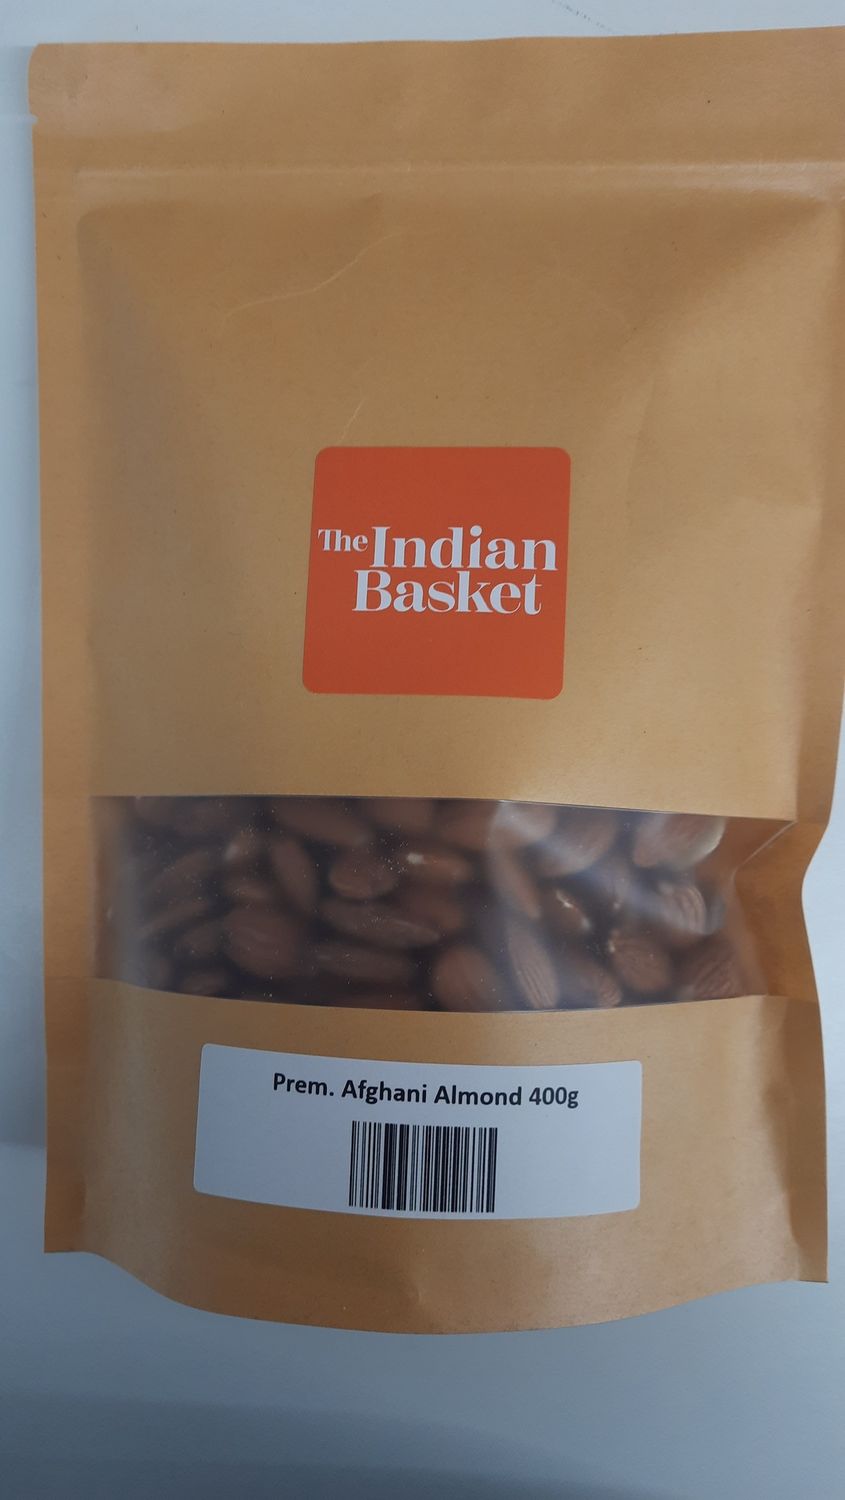 The Indian
Basket
Prem. Afghani Almond 400g